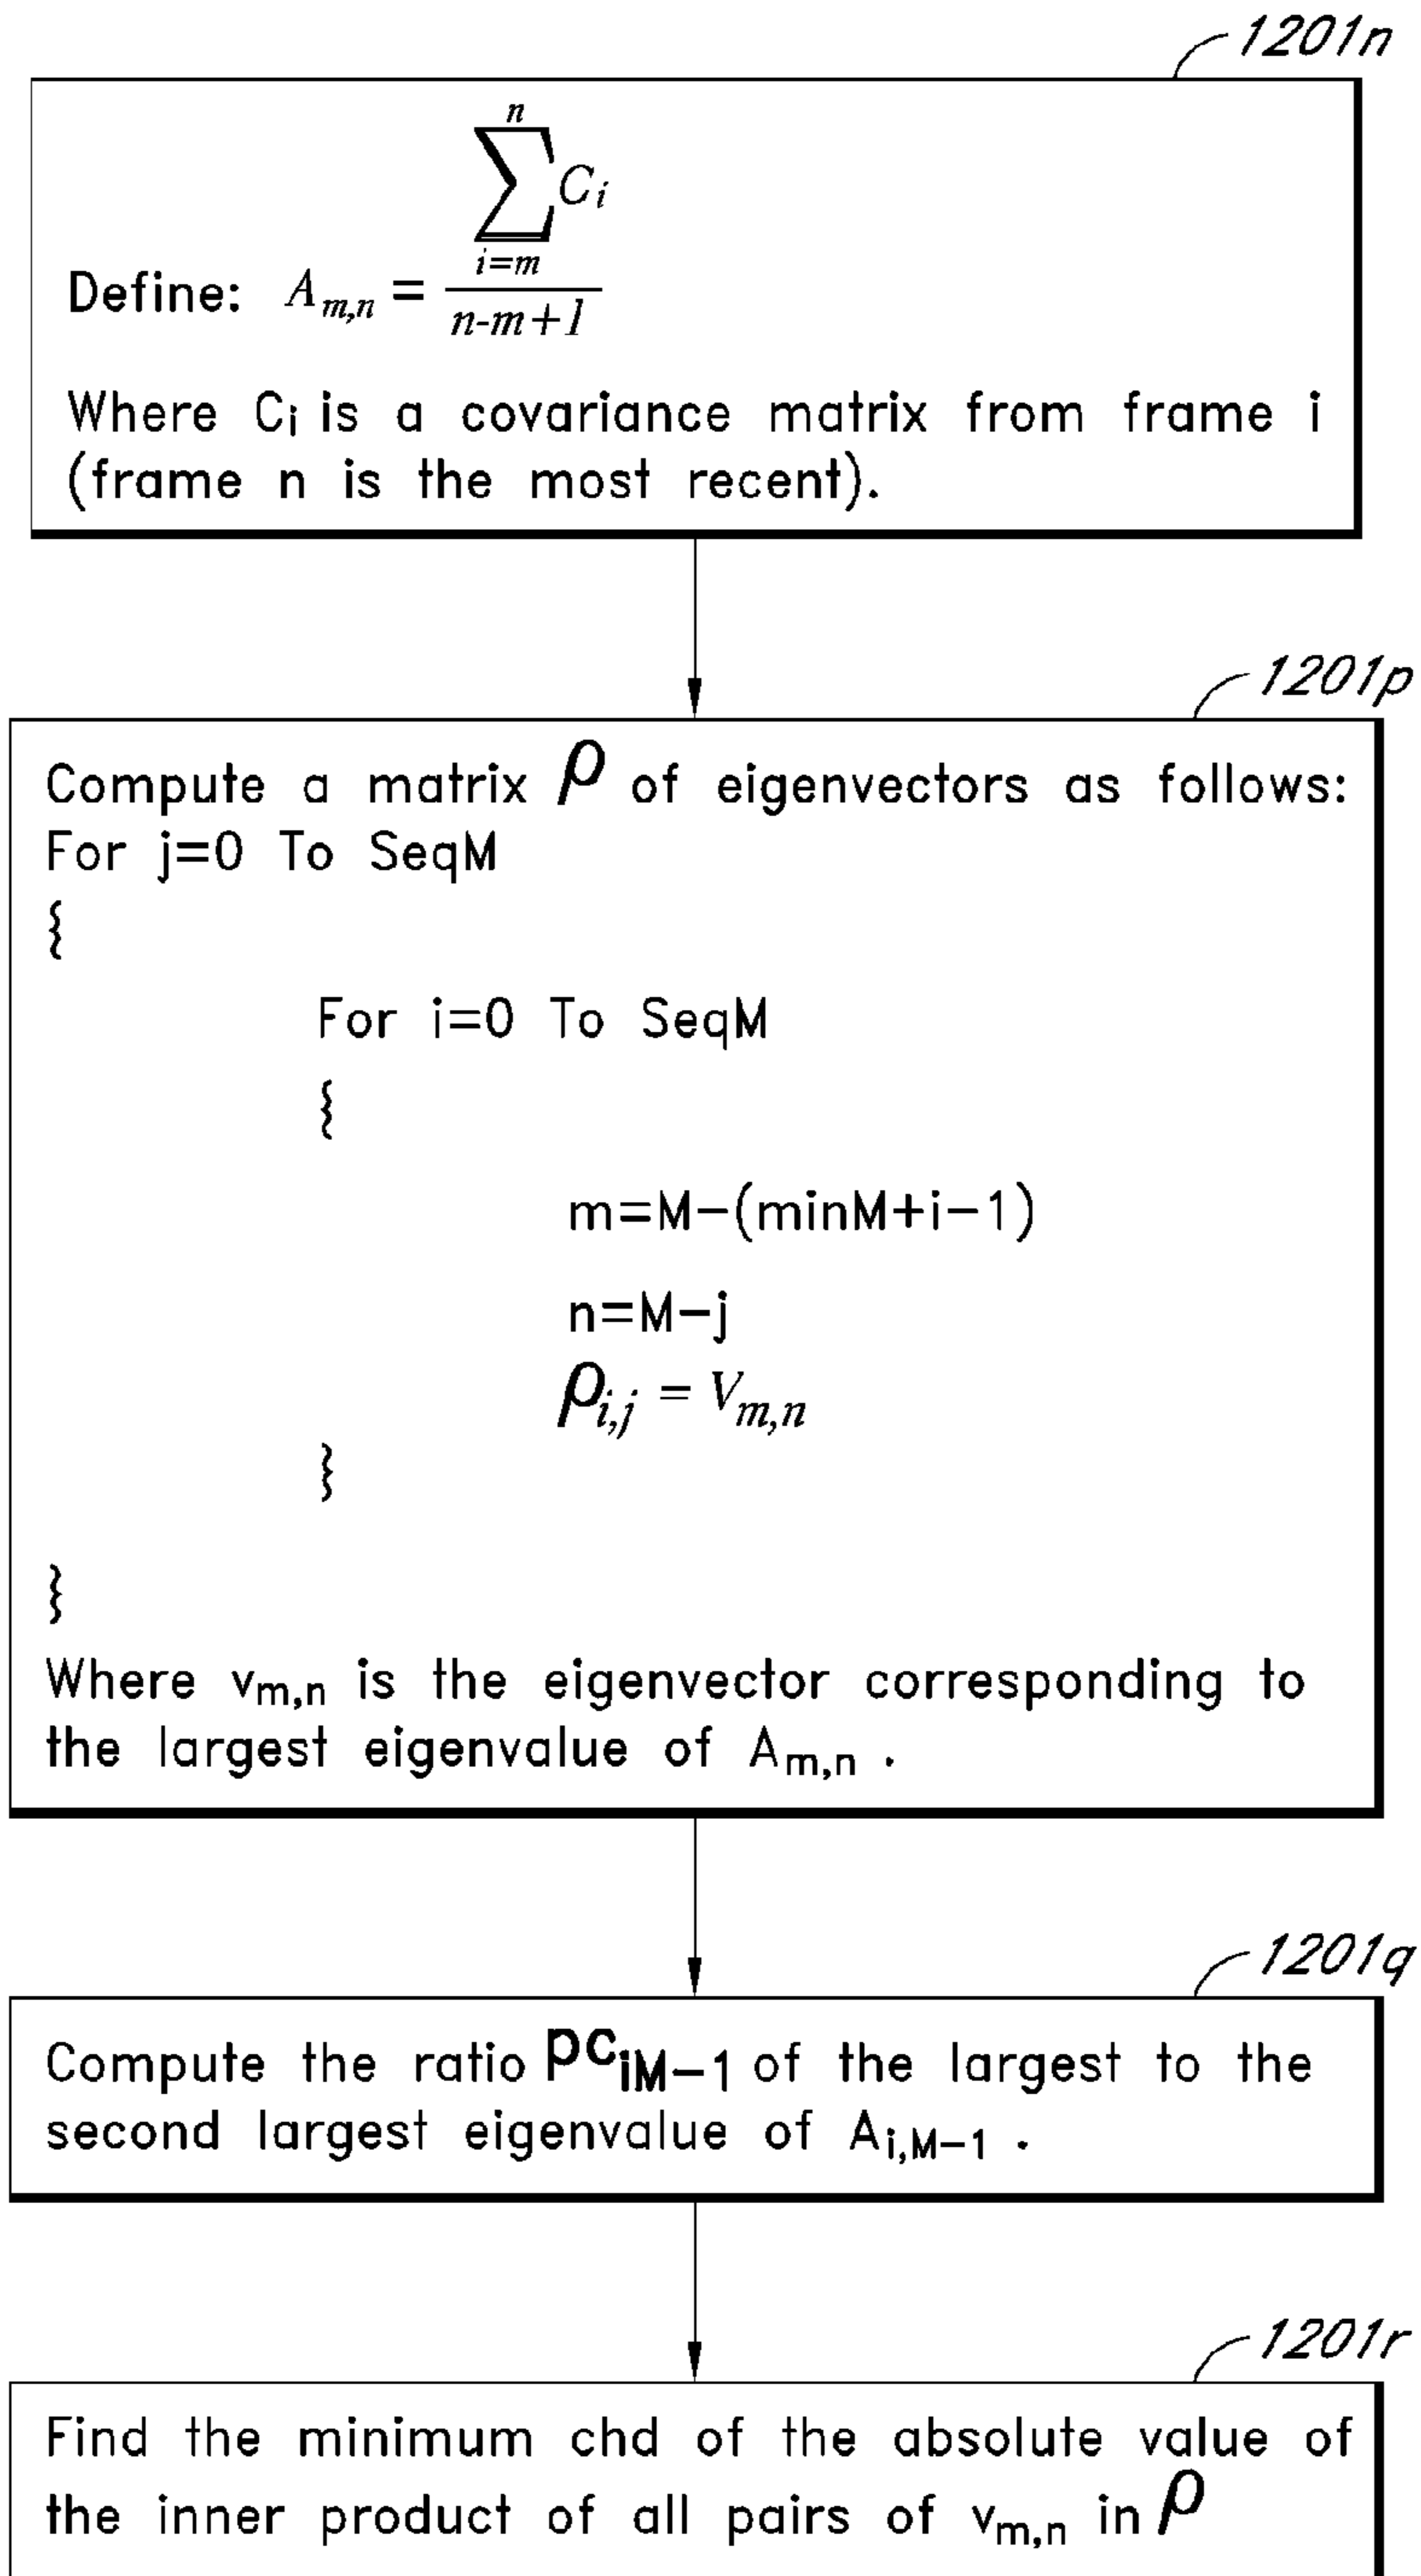 1201n
n
∑ C_i
i=m
Define: A_{m,n} = 
n-m+1
Where C_i is a covariance matrix from frame i
(frame n is the most recent).
1201p
Compute a matrix ρ of eigenvectors as follows:
For j=0 To SeqM
{
For i=0 To SeqM
{
m=M-(minM+i-1)
n=M-j
ρ_{i,j} = V_{m,n}
}
}
Where v_{m,n} is the eigenvector corresponding to
the largest eigenvalue of A_{m,n} .
1201q
Compute the ratio pc_{iM-1} of the largest to the
second largest eigenvalue of A_{i,M-1} .
1201r
Find the minimum chd of the absolute value of
the inner product of all pairs of v_{m,n} in ρ